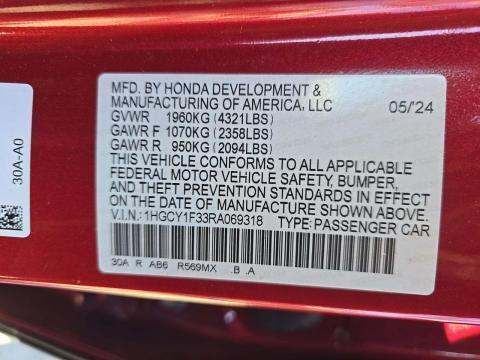 MFD. BY HONDA DEVELOPMENT &
MANUFACTURING OF AMERICA, LLC 05/'24
GVWR 1960KG (4321LBS)
GAWR F 1070KG (2358LBS)
GAWR R 950KG (2094LBS)
THIS VEHICLE CONFORMS TO ALL APPLICABLE
FEDERAL MOTOR VEHICLE SAFETY, BUMPER,
AND THEFT PREVENTION STANDARDS IN EFFECT
ON THE DATE OF MANUFACTURE SHOWN ABOVE.
V.I.N.:1HGCY1F33RA069318 TYPE:PASSENGER CAR
30A R AB6 R569MX .B .A
30A-A0